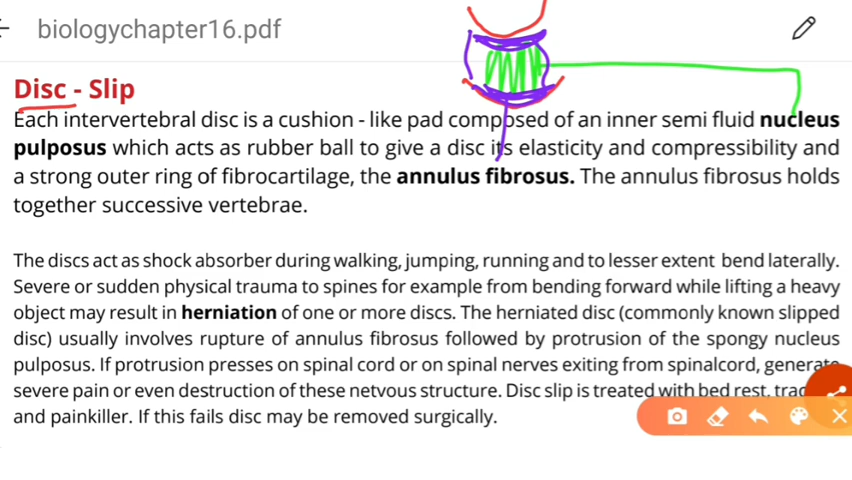 biologychapter16.pdf
Disc - Slip
Each intervertebral disc is a cushion - like pad composed of an inner semi fluid nucleus
pulposus which acts as rubber ball to give a disc its elasticity and compressibility and
a strong outer ring of fibrocartilage, the annulus fibrosus. The annulus fibrosus holds
together successive vertebrae.
The discs act as shock absorber during walking, jumping, running and to lesser extent bend laterally.
Severe or sudden physical trauma to spines for example from bending forward while lifting a heavy
object may result in herniation of one or more discs. The herniated disc (commonly known slipped
disc) usually involves rupture of annulus fibrosus followed by protrusion of the spongy nucleus
pulposus. If protrusion presses on spinal cord or on spinal nerves exiting from spinalcord, generate
severe pain or even destruction of these netvous structure. Disc slip is treated with bed rest,
and painkiller. If this fails disc may be removed surgically.